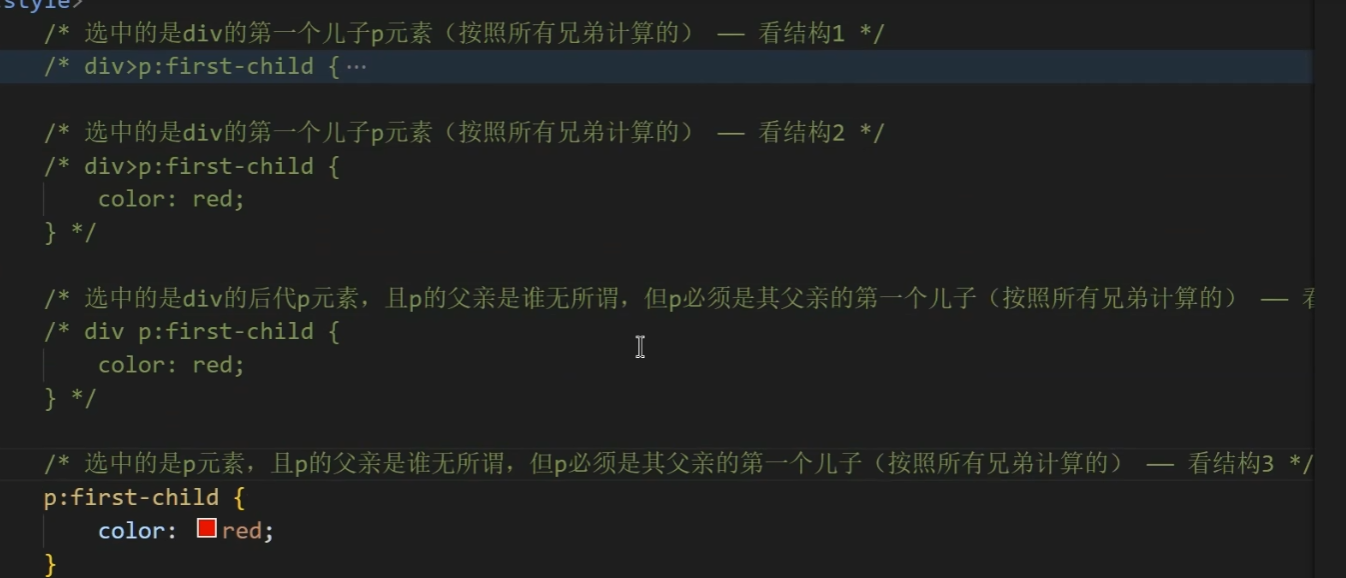 style>
/* 选中的是div的第一个儿子p元素（按照所有兄弟计算的） —— 看结构1 */
/* div>p:first-child {···
/* 选中的是div的第一个儿子p元素（按照所有兄弟计算的） —— 看结构2 */
/* div>p:first-child {
color: red;
} */
/* 选中的是div的后代p元素，且p的父亲是谁无所谓，但p必须是其父亲的第一个儿子（按照所有兄弟计算的） —— 看
/* div p:first-child {
color: red;
} */
/* 选中的是p元素，且p的父亲是谁无所谓，但p必须是其父亲的第一个儿子（按照所有兄弟计算的） —— 看结构3 */
p:first-child {
color: red;
}